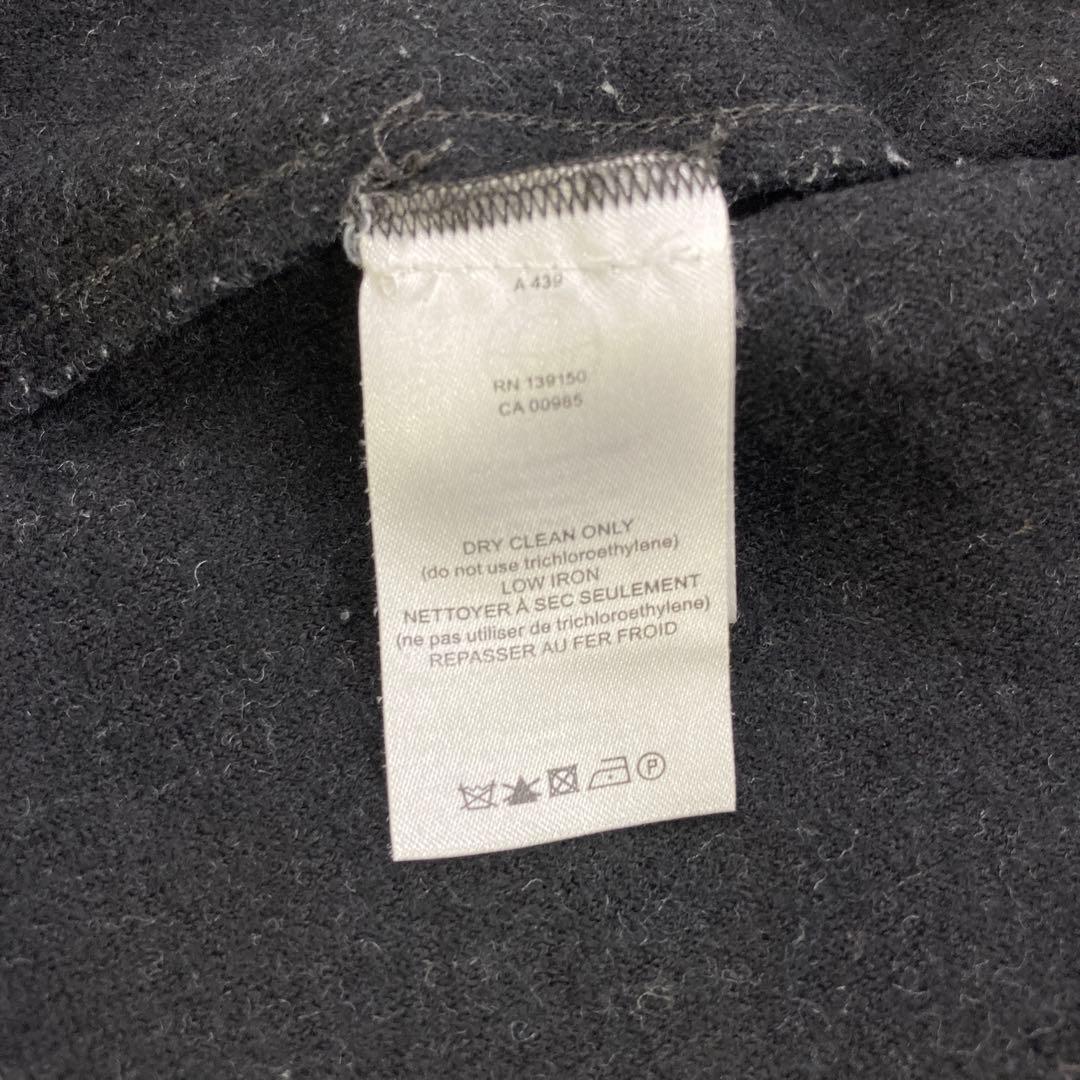 A 439
RN 139150
CA 00985
DRY CLEAN ONLY
(do not use trichloroethylene)
LOW IRON
NETTOYER À SEC SEULEMENT
(ne pas utiliser de trichloroethylene)
REPASSER AU FER FROID
P